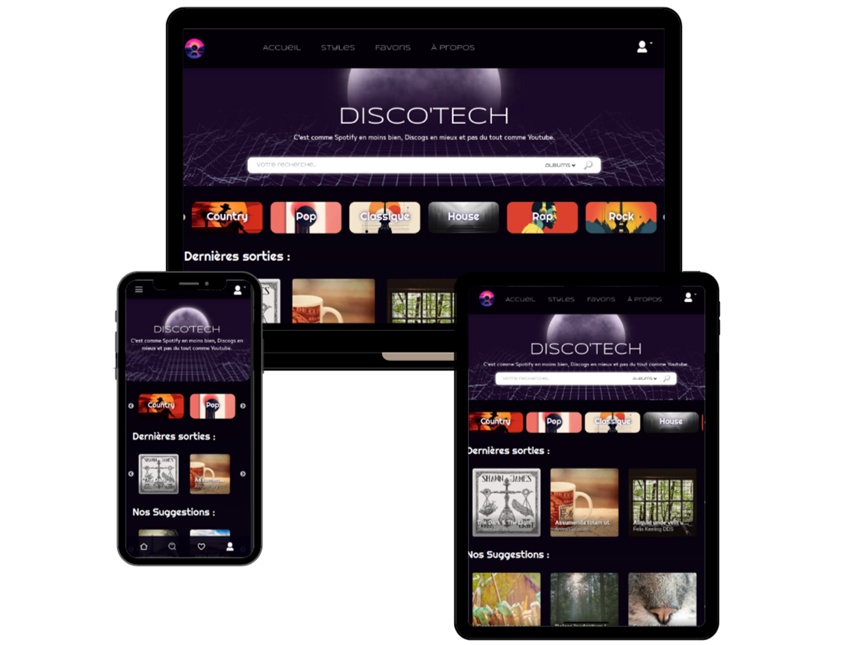 ACCUEIL STYLES FAVORIS À PROPOS
DISCO'TECH
C'est comme Spotify en moins bien, Discogs en mieux et pas du tout comme Youtube.
Votre recherche... ALBUMS
Country Pop Classique House Rap Rock
Dernières sorties :
DISCO'TECH
C'est comme Spotify en moins bien, Discogs en
mieux et pas du tout comme Youtube.
Country Pop
Dernières sorties :
SHAWN JAMES
Nos Suggestions :
ACCUEIL STYLES FAVORIS À PROPOS
DISCO'TECH
C'est comme Spotify en moins bien, Discogs en mieux et pas du tout comme Youtube.
Votre recherche... ALBUMS
Country Pop Classique House
Dernières sorties :
SHAWN JAMES
The Dark & The Light
Assumenda totam ut
Aliquid unde velit
Felix Keeling DDS
Nos Suggestions :